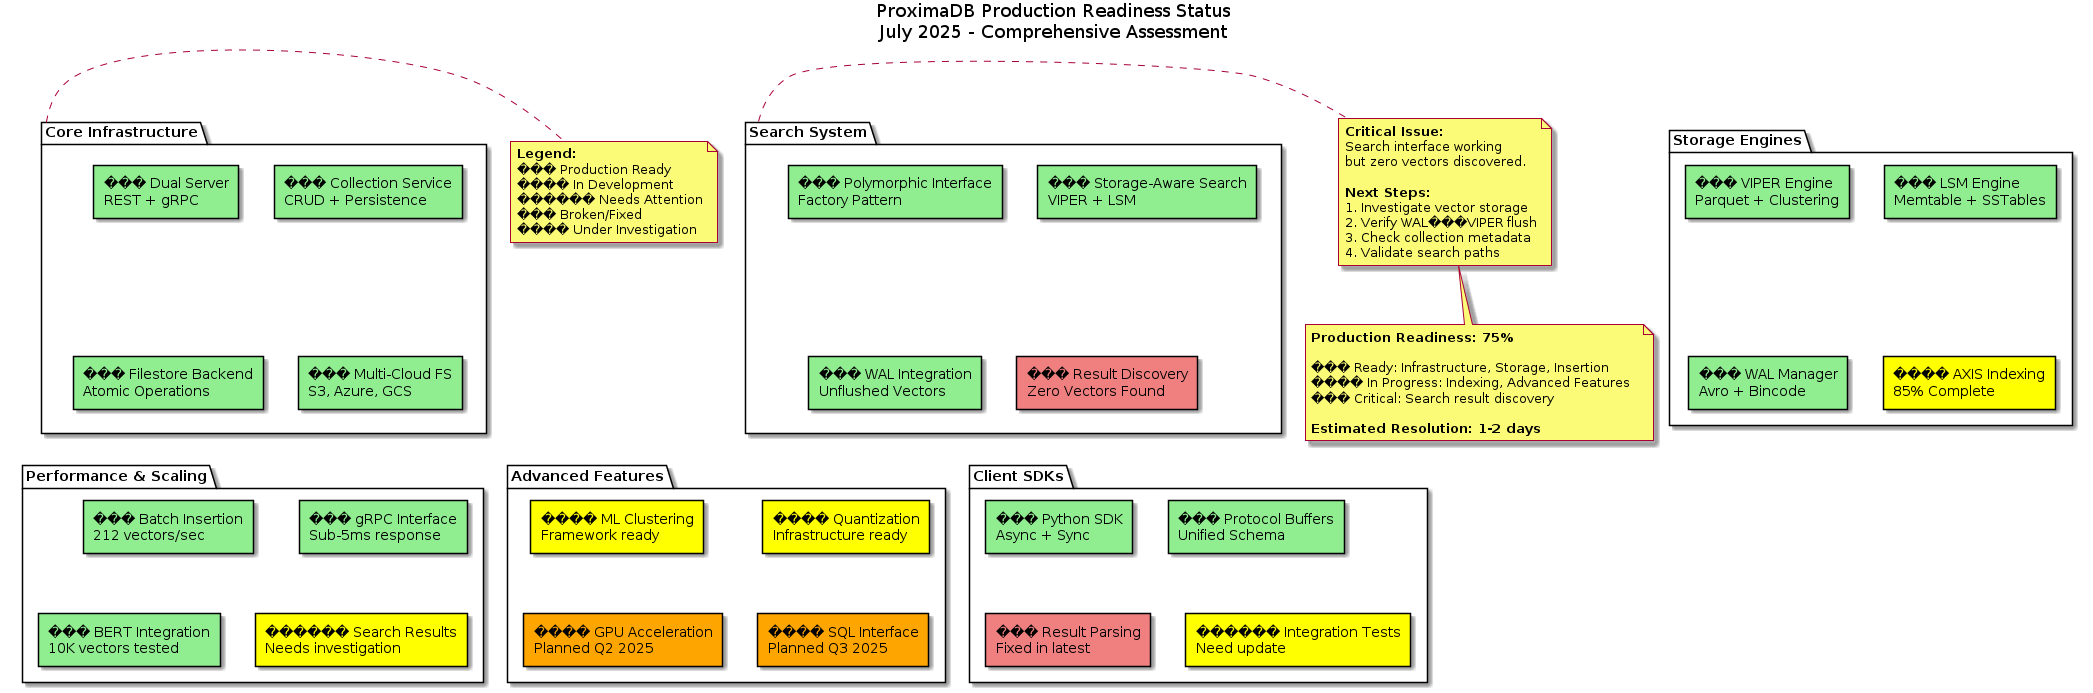 ProximaDB Production Readiness Status
July 2025 - Comprehensive Assessment
Core Infrastructure
��� Dual Server
REST + gRPC
��� Collection Service
CRUD + Persistence
��� Filestore Backend
Atomic Operations
��� Multi-Cloud FS
S3, Azure, GCS
Legend:
��� Production Ready
���� In Development
������ Needs Attention
��� Broken/Fixed
���� Under Investigation
Search System
��� Polymorphic Interface
Factory Pattern
��� Storage-Aware Search
VIPER + LSM
��� WAL Integration
Unflushed Vectors
��� Result Discovery
Zero Vectors Found
Critical Issue:
Search interface working
but zero vectors discovered.
Next Steps:
1. Investigate vector storage
2. Verify WAL���VIPER flush
3. Check collection metadata
4. Validate search paths
Production Readiness: 75%
��� Ready: Infrastructure, Storage, Insertion
���� In Progress: Indexing, Advanced Features
��� Critical: Search result discovery
Estimated Resolution: 1-2 days
Storage Engines
��� VIPER Engine
Parquet + Clustering
��� LSM Engine
Memtable + SSTables
��� WAL Manager
Avro + Bincode
���� AXIS Indexing
85% Complete
Performance & Scaling
��� Batch Insertion
212 vectors/sec
��� gRPC Interface
Sub-5ms response
��� BERT Integration
10K vectors tested
������ Search Results
Needs investigation
Advanced Features
���� ML Clustering
Framework ready
���� Quantization
Infrastructure ready
���� GPU Acceleration
Planned Q2 2025
���� SQL Interface
Planned Q3 2025
Client SDKs
��� Python SDK
Async + Sync
��� Protocol Buffers
Unified Schema
��� Result Parsing
Fixed in latest
������ Integration Tests
Need update